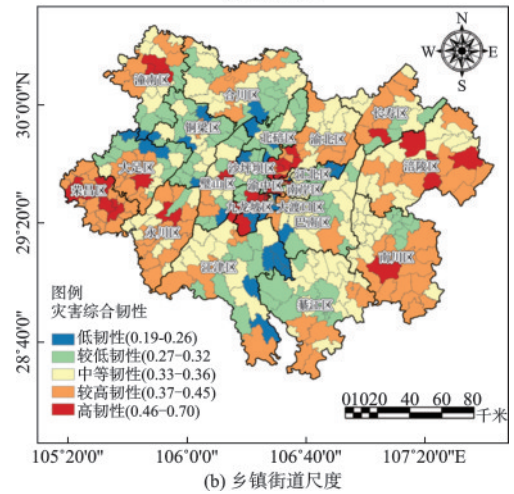 N
W E
S
潼南区
合川区
长寿区
30°0'0"N
铜梁区
北碚区
渝北区
涪陵区
大足区
沙坪坝区
江北区
荣昌区
璧山区
渝中区
南岸区
九龙坡区
大渡口区
29°20'0"
永川区
巴南区
江津区
南川区
綦江区
图例
灾害综合韧性
低韧性(0.19-0.26)
较低韧性(0.27-0.32
中等韧性(0.33-0.36)
较高韧性(0.37-0.45)
高韧性(0.46-0.70)
28°40'0"
01020 40 60 80
千米
105°20'0"E 106°0'0" 106°40'0" 107°20'0"E
(b) 乡镇街道尺度